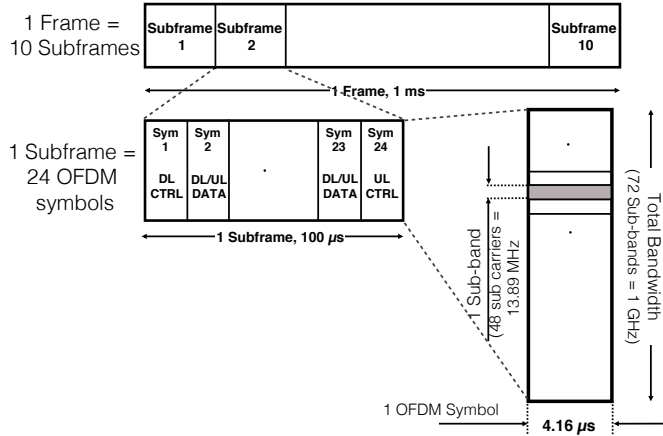 1 Frame =
10 Subframes
Subframe
1
Subframe
2
Subframe
10
1 Frame, 1 ms
1 Subframe =
24 OFDM
symbols
Sym
1
DL
CTRL
Sym
2
DL/UL
DATA
Sym
23
DL/UL
DATA
Sym
24
UL
CTRL
1 Subframe, 100 µs
1 Sub-band
(48 sub carriers =
13.89 MHz
Total Bandwidth
(72 Sub-bands = 1 GHz)
1 OFDM Symbol
4.16 µs